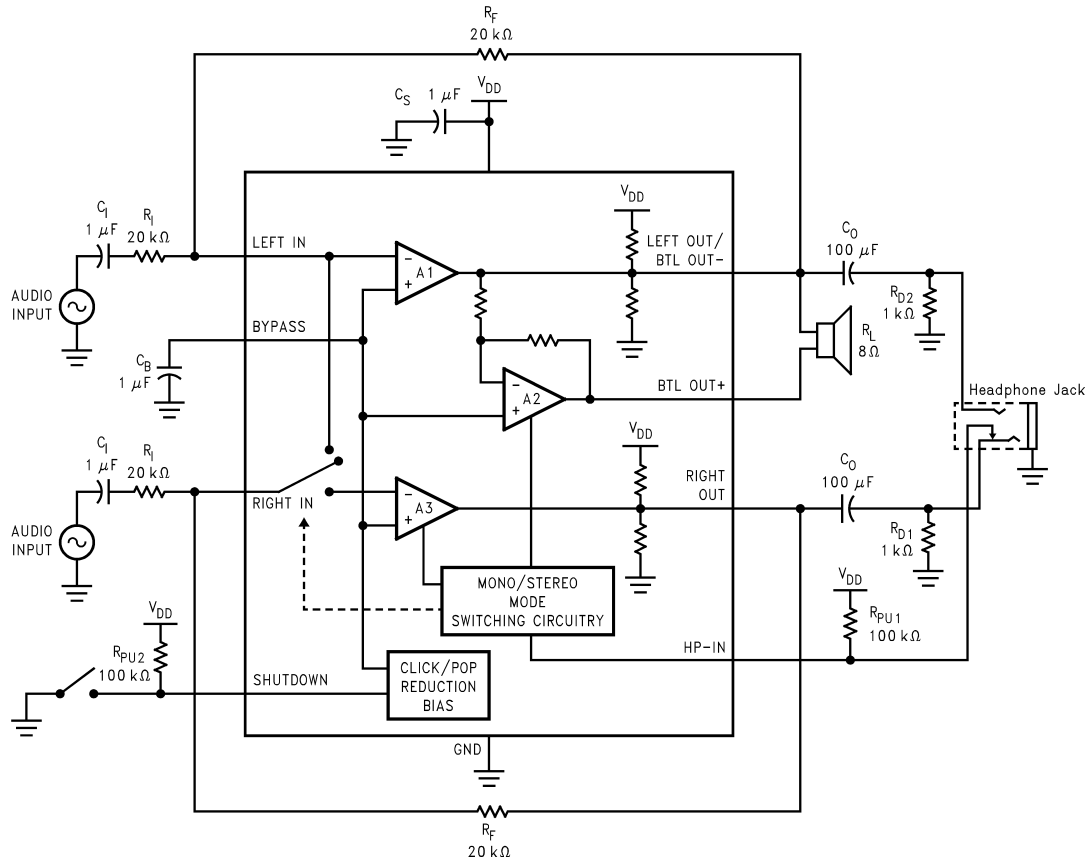 R_F
20 kΩ
V_DD
C_S 1 µF
V_DD
C_I
1 µF
R_I
20 kΩ
LEFT IN
A1
−
+
LEFT OUT/
BTL OUT−
C_O
100 µF
R_D2
1 kΩ
AUDIO
INPUT
BYPASS
R_L
8Ω
C_B
1 µF
A2
−
+
BTL OUT+
Headphone Jack
C_I
1 µF
R_I
20 kΩ
V_DD
RIGHT
OUT
C_O
100 µF
RIGHT IN
A3
−
+
AUDIO
INPUT
R_D1
1 kΩ
MONO/STEREO
MODE
SWITCHING CIRCUITRY
V_DD
R_PU1
100 kΩ
V_DD
R_PU2
100 kΩ
HP-IN
SHUTDOWN
CLICK/POP
REDUCTION
BIAS
GND
R_F
20 kΩ